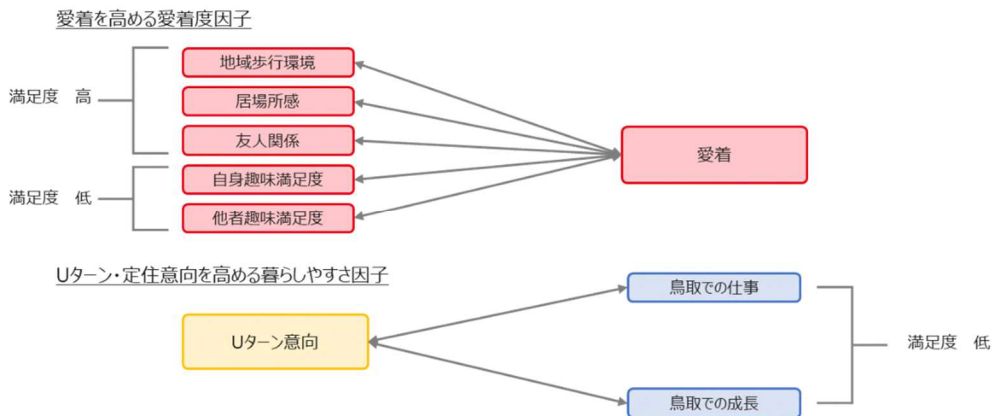 愛着を高める愛着度因子
満足度 高
地域歩行環境
居場所感
友人関係
満足度 低
自身趣味満足度
他者趣味満足度
愛着
Uターン・定住意向を高める暮らしやすさ因子
Uターン意向
鳥取での仕事
鳥取での成長
満足度 低